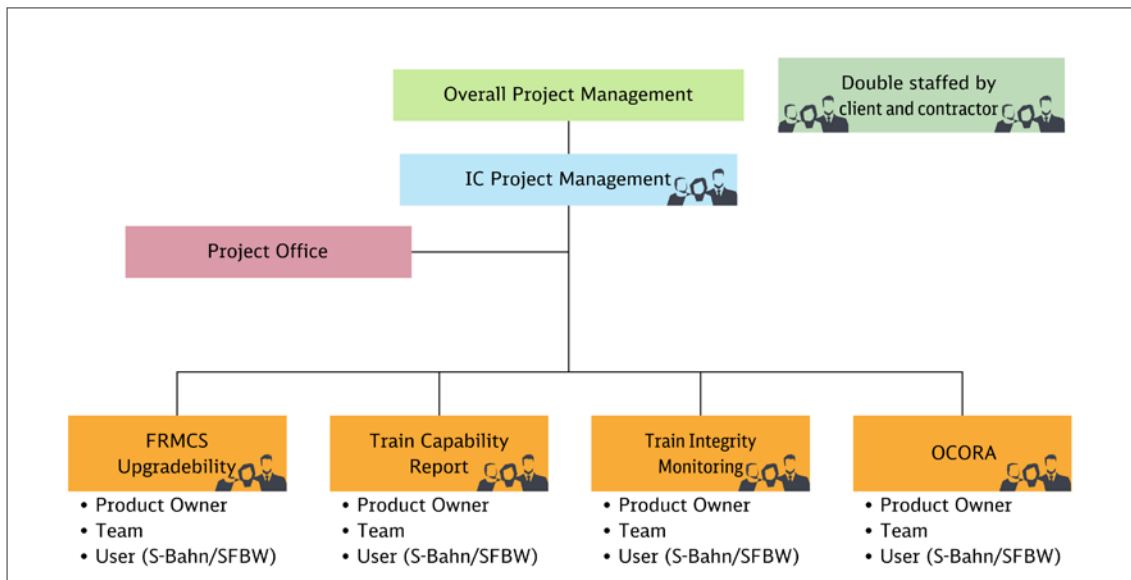 Overall Project Management
Double staffed by
client and contractor
IC Project Management
Project Office
FRMCS
Upgradebility
• Product Owner
• Team
• User (S-Bahn/SFBW)
Train Capability
Report
• Product Owner
• Team
• User (S-Bahn/SFBW)
Train Integrity
Monitoring
• Product Owner
• Team
• User (S-Bahn/SFBW)
OCORA
• Product Owner
• Team
• User (S-Bahn/SFBW)